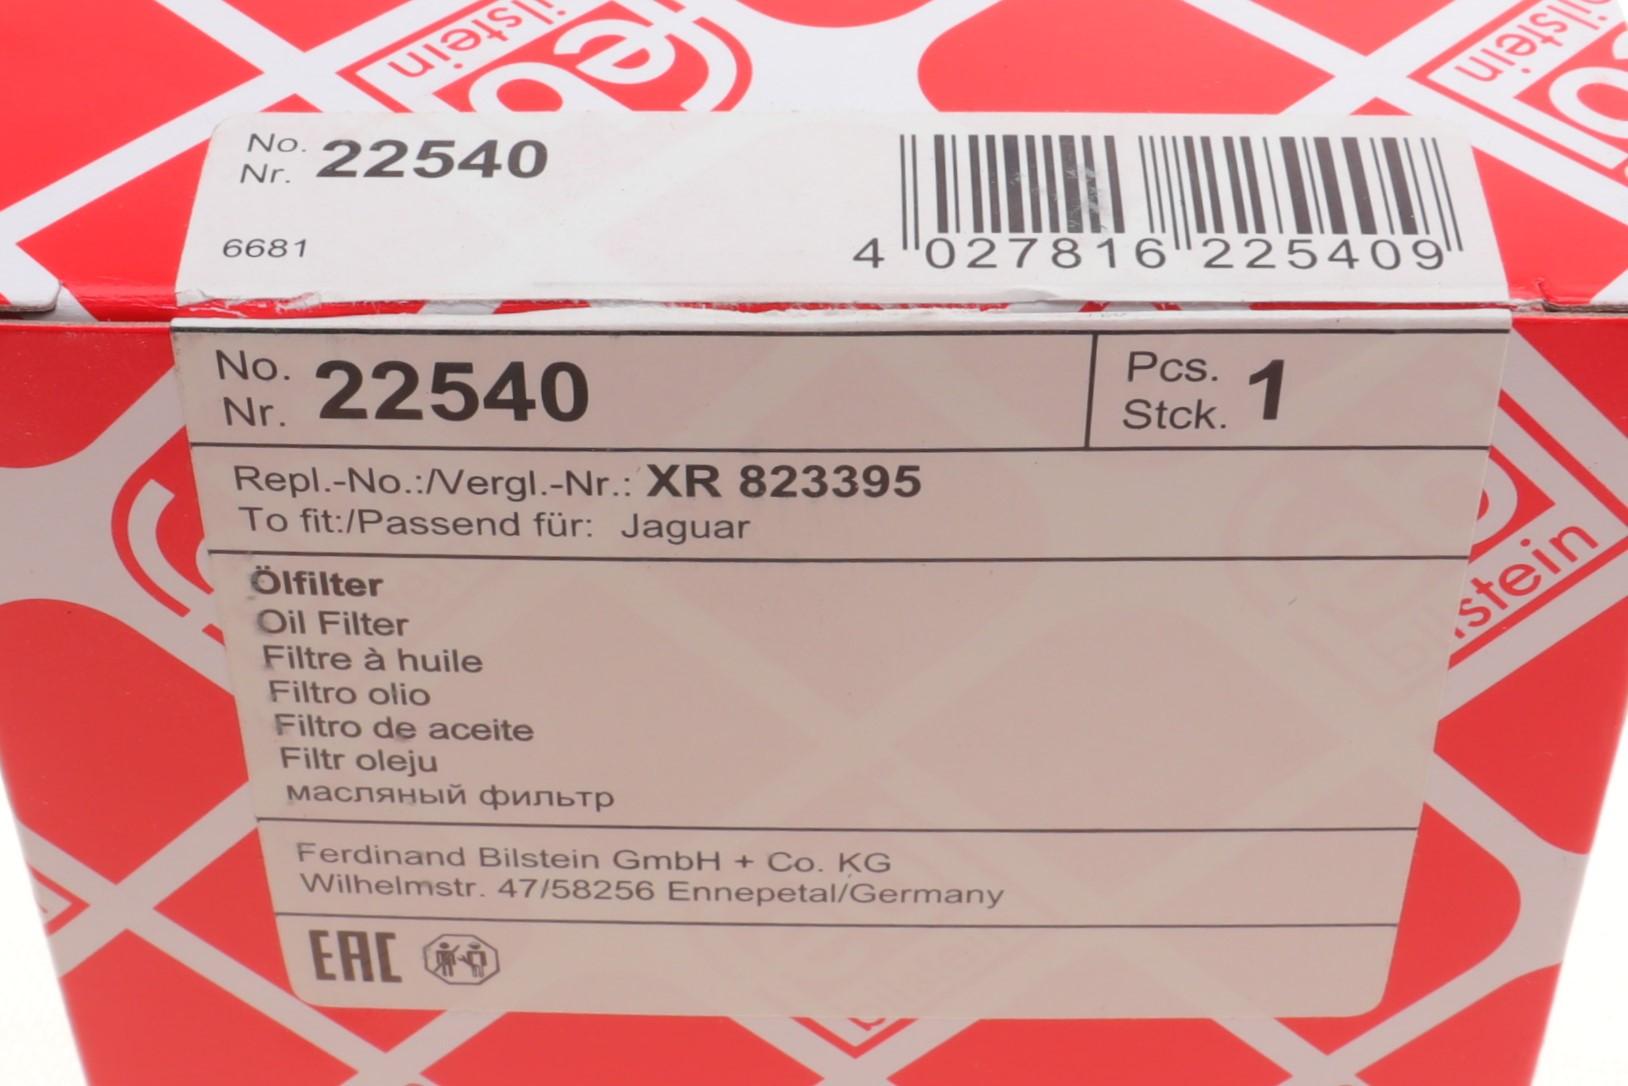 bilstein
bilstein
No.
Nr. 22540
6681
4 027816 225409
No.
Nr. 22540
Pcs.
Stck. 1
Repl.-No.:/Vergl.-Nr.: XR 823395
To fit:/Passend für: Jaguar
Ölfilter
Oil Filter
Filtre à huile
Filtro olio
Filtro de aceite
Filtr oleju
масляный фильтр
Ferdinand Bilstein GmbH + Co. KG
Wilhelmstr. 47/58256 Ennepetal/Germany
EAC
bilstein
bilstein